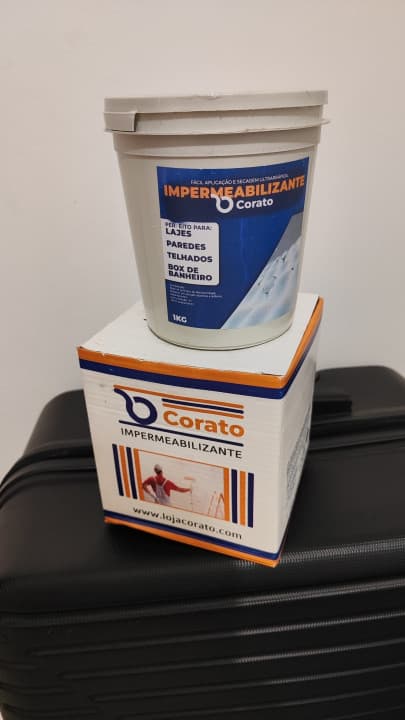 FÁCIL APLICAÇÃO E SECAGEM ULTRARRÁPIDA
IMPERMEABILIZANTE
Corato
PERFEITO PARA:
LAJES
PAREDES
TELHADOS
BOX DE
BANHEIRO
1KG
Corato
IMPERMEABILIZANTE
www.lojacorato.com